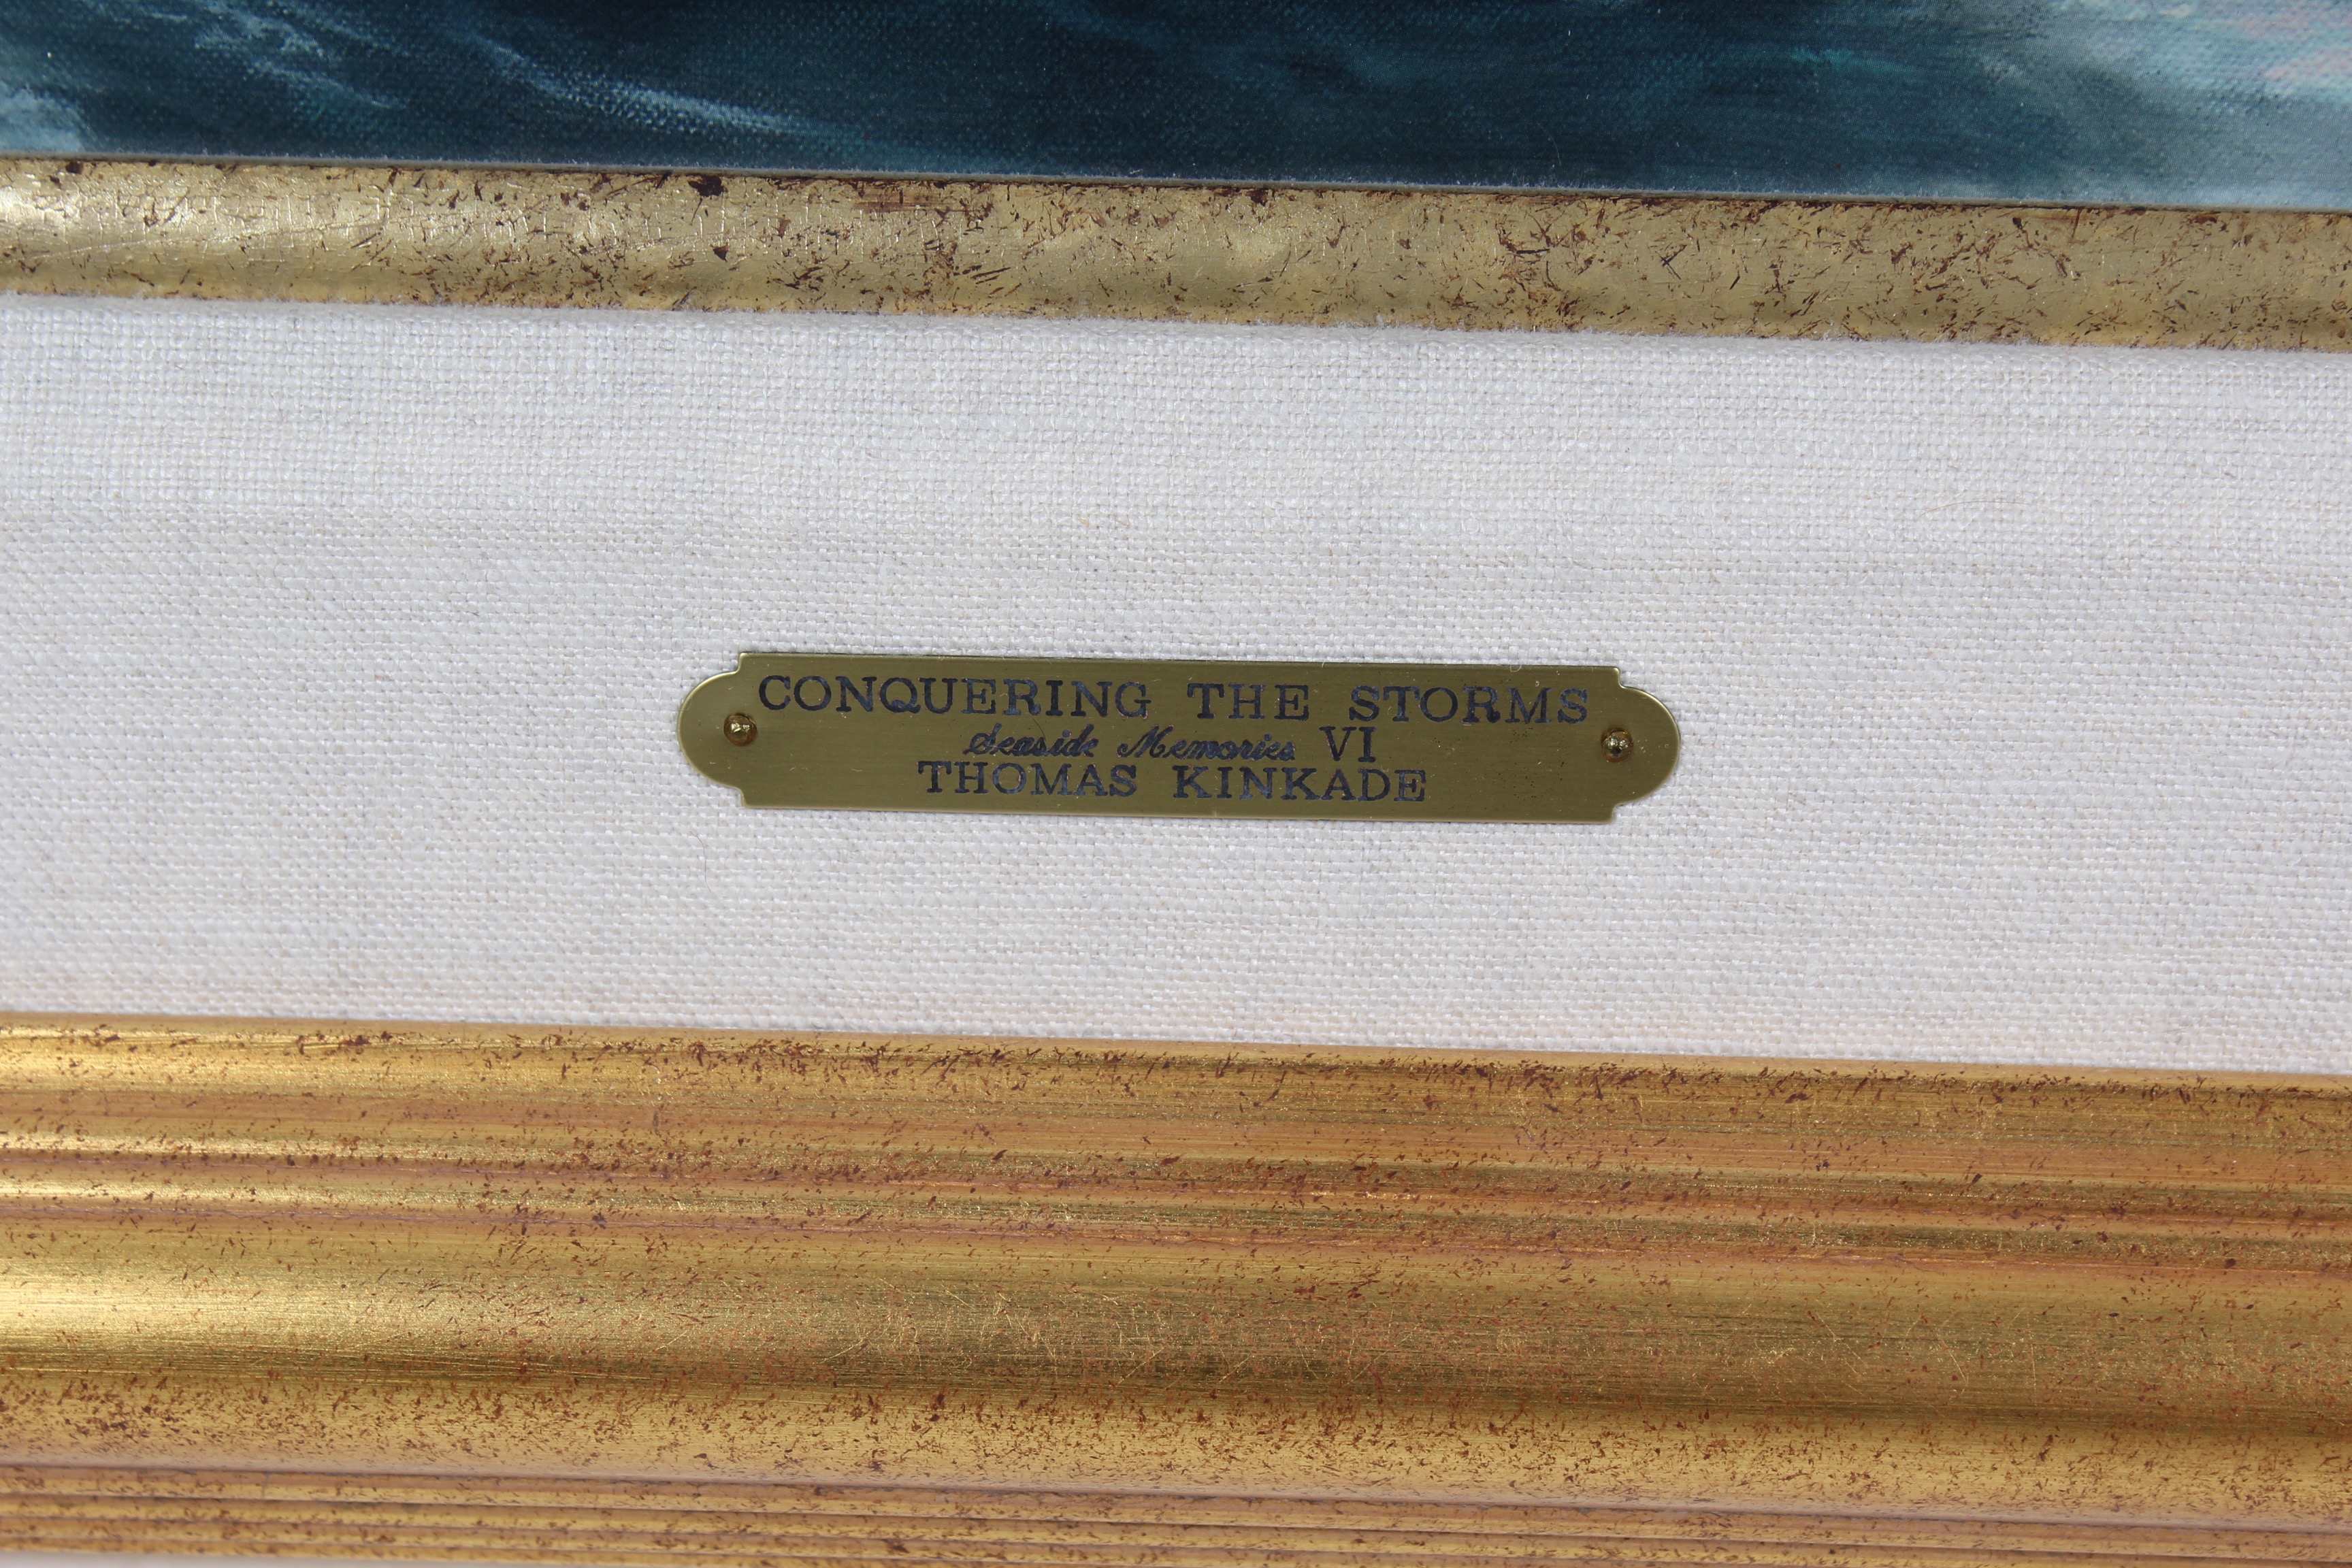 CONQUERING THE STORMS
Seaside Memories VI
THOMAS KINKADE